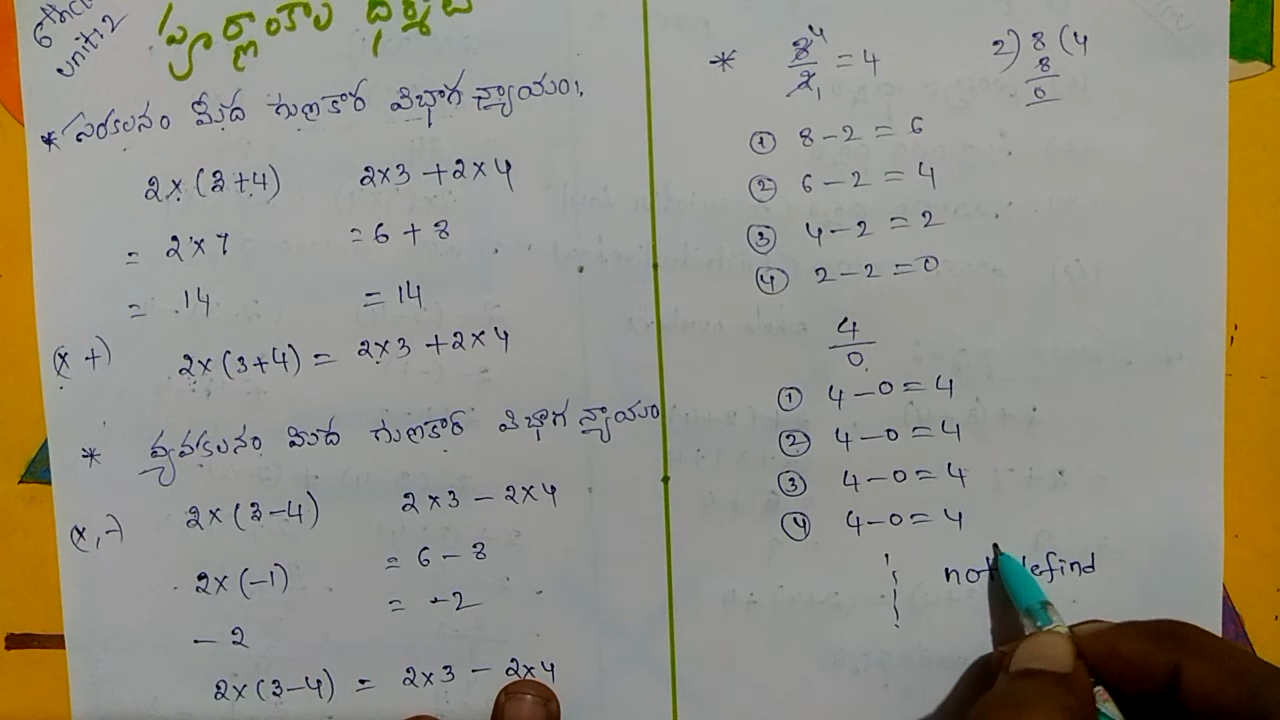 unit:2
పూర్ణాంకాల
* సంకలనం మీద గుణకార విభాగ న్యాయం:
2×(3+4) 2×3+2×4
= 2×7 =6+8
= 14 =14
(× +) 2×(3+4) = 2×3+2×4
* వ్యవకలనం మీద గుణకార విభాగ న్యాయం
(×,-) 2×(3-4) 2×3-2×4
2×(-1) =6-8
-2 = -2
2×(3-4) = 2×3-2×4
* 8/2 = 4 2) 8 (4
4 8
1 0
① 8-2=6
② 6-2=4
③ 4-2=2
④ 2-2=0
4/0
① 4-0=4
② 4-0=4
③ 4-0=4
④ 4-0=4
not defind